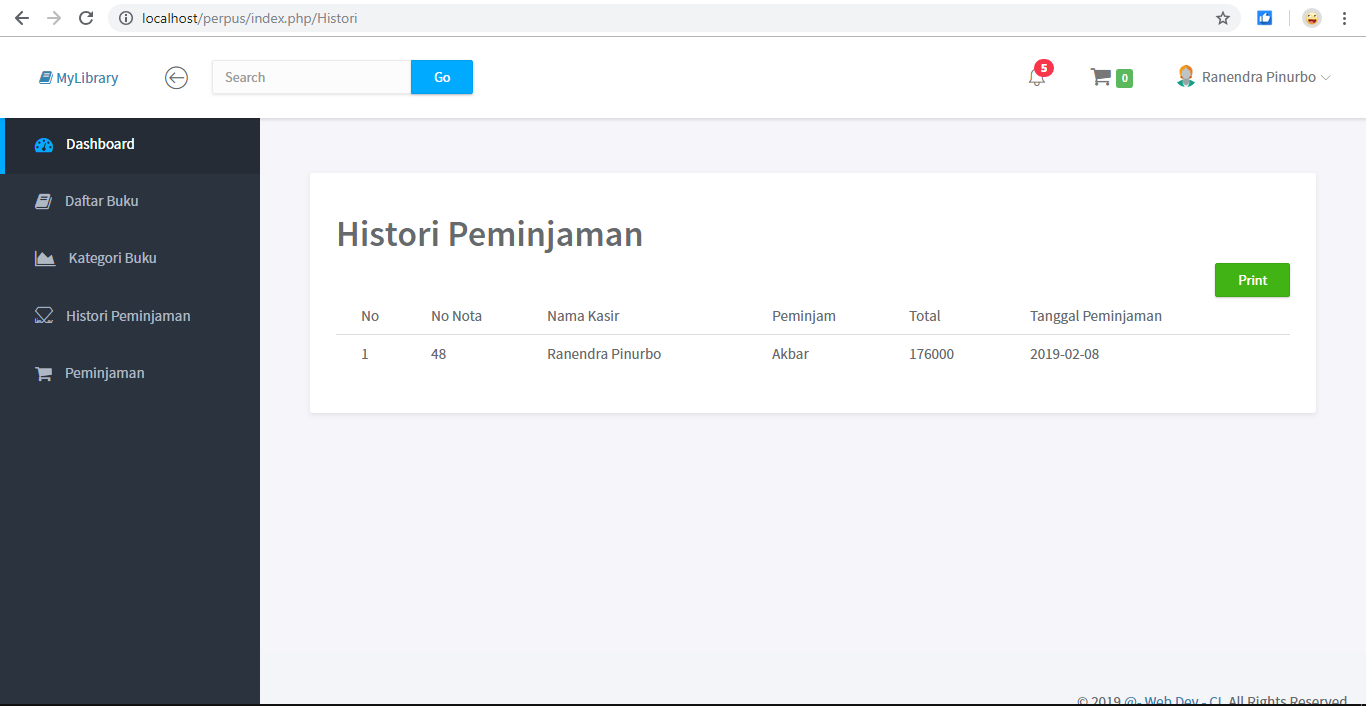 localhost/perpus/index.php/Histori
MyLibrary
Search
Go
5
0
Ranendra Pinurbo
Dashboard
Daftar Buku
Kategori Buku
Histori Peminjaman
Peminjaman
Histori Peminjaman
Print
No No Nota Nama Kasir Peminjam Total Tanggal Peminjaman
1 48 Ranendra Pinurbo Akbar 176000 2019-02-08
© 2019 @- Web Dev - CI. All Rights Reserved